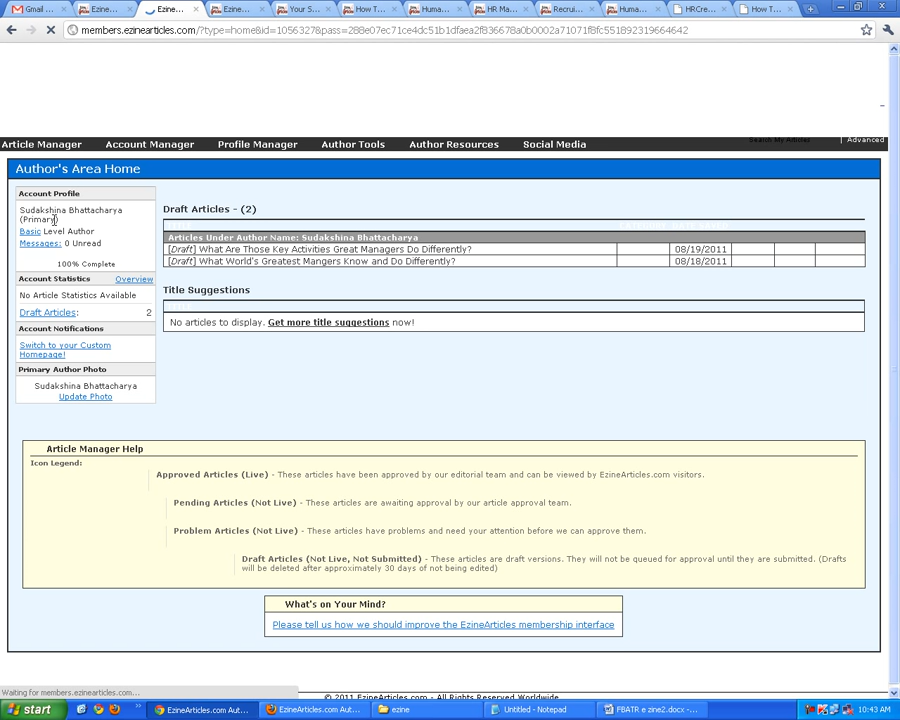 Gmail
Ezine...
Ezine...
Ezine...
Your S...
How T...
Huma...
HR Ma...
Recruit...
Huma...
HRCre...
How T...
members.ezinearticles.com/?type=home&id=1056327&pass=288e07ec71ce4dc51b1dfaea2f836678a0b0002a71071f8fc551892319664642
Search My Articles
Advanced
Article Manager Account Manager Profile Manager Author Tools Author Resources Social Media
Author's Area Home
Account Profile
Sudakshina Bhattacharya
(Primary)
Basic Level Author
Messages: 0 Unread
100% Complete
Account Statistics Overview
No Article Statistics Available
Draft Articles: 2
Account Notifications
Switch to your Custom
Homepage!
Primary Author Photo
Sudakshina Bhattacharya
Update Photo
Draft Articles - (2)
Articles Under Author Name: Sudakshina Bhattacharya
[Draft] What Are Those Key Activities Great Managers Do Differently? 08/19/2011
[Draft] What World's Greatest Mangers Know and Do Differently? 08/18/2011
Title Suggestions
No articles to display. Get more title suggestions now!
Article Manager Help
Icon Legend:
Approved Articles (Live) - These articles have been approved by our editorial team and can be viewed by EzineArticles.com visitors.
Pending Articles (Not Live) - These articles are awaiting approval by our article approval team.
Problem Articles (Not Live) - These articles have problems and need your attention before we can approve them.
Draft Articles (Not Live, Not Submitted) - These articles are draft versions. They will not be queued for approval until they are submitted. (Drafts
will be deleted after approximately 30 days of not being edited)
What's on Your Mind?
Please tell us how we should improve the EzineArticles membership interface
© 2011 EzineArticles.com - All Rights Reserved Worldwide
Waiting for members.ezinearticles.com...
start
EzineArticles.com Aut...
EzineArticles.com Aut...
ezine
Untitled - Notepad
FBATR e zine2.docx -...
10:43 AM